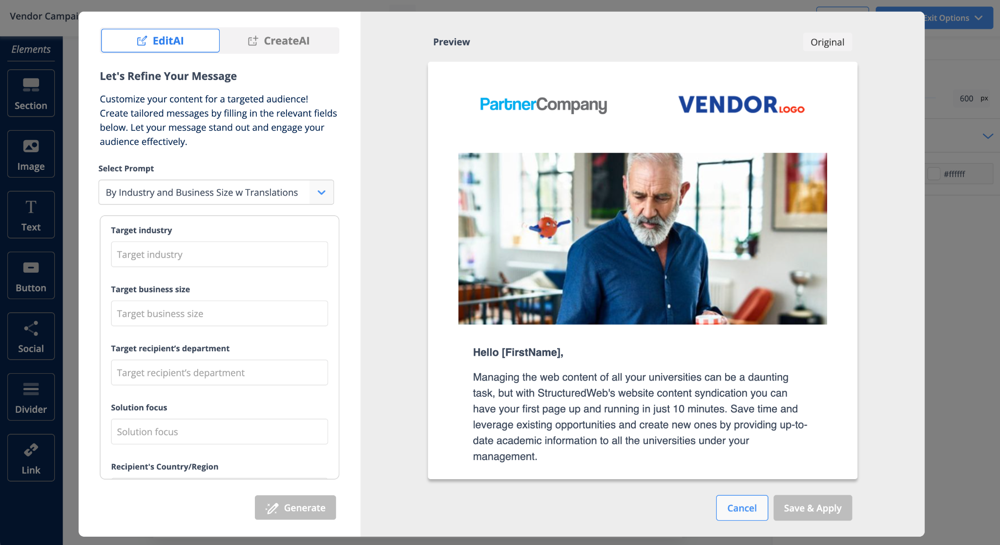 Vendor Campai
Exit Options
Elements
Section
Image
T
Text
Button
Social
Divider
Link
EditAI
CreateAI
Let's Refine Your Message
Customize your content for a targeted audience!
Create tailored messages by filling in the relevant fields
below. Let your message stand out and engage your
audience effectively.
Select Prompt
By Industry and Business Size w Translations
Target industry
Target industry
Target business size
Target business size
Target recipient’s department
Target recipient’s department
Solution focus
Solution focus
Recipient's Country/Region
Generate
Preview
Original
PartnerCompany
VENDOR LOGO
Hello [FirstName],
Managing the web content of all your universities can be a daunting
task, but with StructuredWeb's website content syndication you can
have your first page up and running in just 10 minutes. Save time and
leverage existing opportunities and create new ones by providing up-to-
date academic information to all the universities under your
management.
Cancel
Save & Apply
600 px
#ffffff